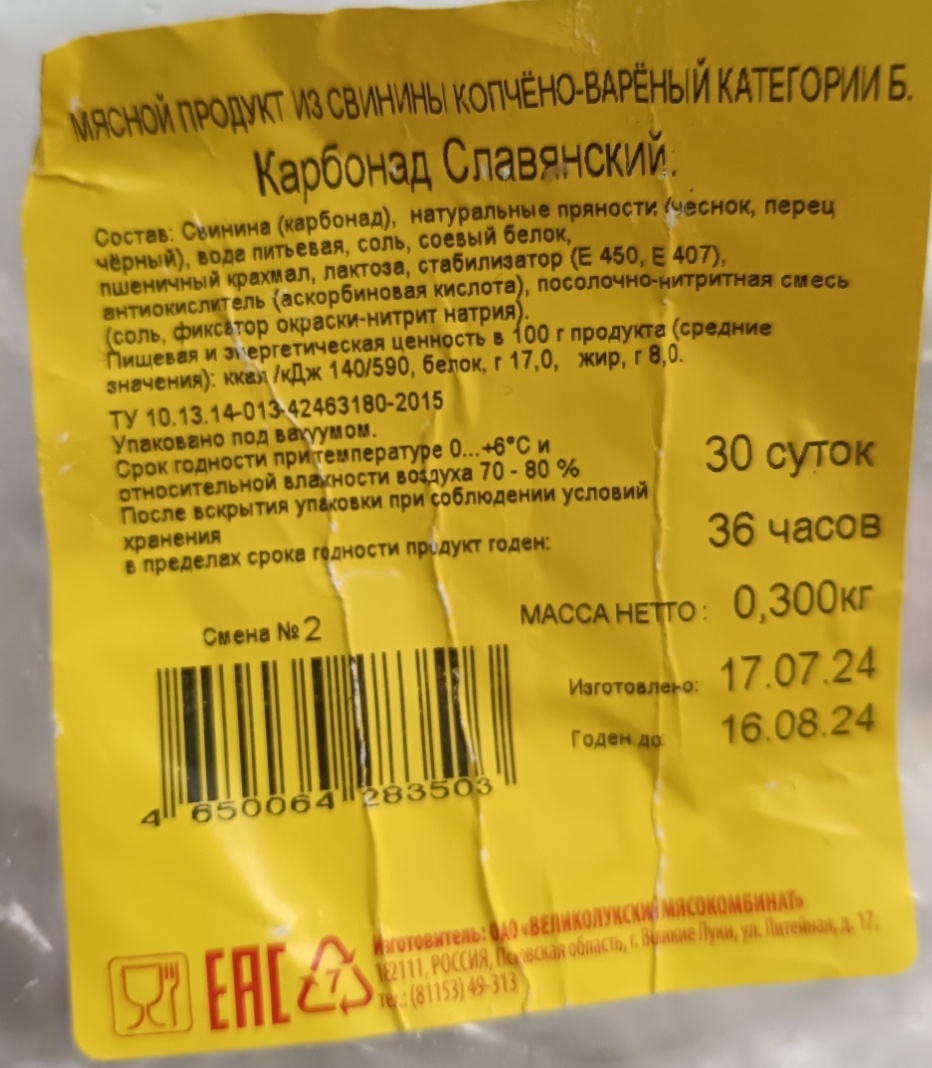 МЯСНОЙ ПРОДУКТ ИЗ СВИНИНЫ КОПЧЁНО-ВАРЁНЫЙ КАТЕГОРИИ Б.
Карбонад Славянский.
Состав: Свинина (карбонад), натуральные пряности (чеснок, перец
чёрный), вода питьевая, соль, соевый белок,
пшеничный крахмал, лактоза, стабилизатор (Е 450, Е 407),
антиокислитель (аскорбиновая кислота), посолочно-нитритная смесь
(соль, фиксатор окраски-нитрит натрия).
Пищевая и энергетическая ценность в 100 г продукта (средние
значения): ккал /кДж 140/590, белок, г 17,0, жир, г 8,0.
ТУ 10.13.14-013-42463180-2015
Упаковано под вакуумом.
Срок годности при температуре 0...+6°С и
относительной влажности воздуха 70 - 80 %
30 суток
После вскрытия упаковки при соблюдении условий
хранения
в пределах срока годности продукт годен:
36 часов
МАССА НЕТТО: 0,300кг
Смена № 2
Изготовлено: 17.07.24
Годен до: 16.08.24
4 650064 283503
ЕАС
7
Изготовитель: ОАО «ВЕЛИКОЛУКСКИЙ МЯСОКОМБИНАТ»
182111, РОССИЯ, Псковская область, г. Великие Луки, ул. Литейная, д. 17,
тел.: (81153) 49-313